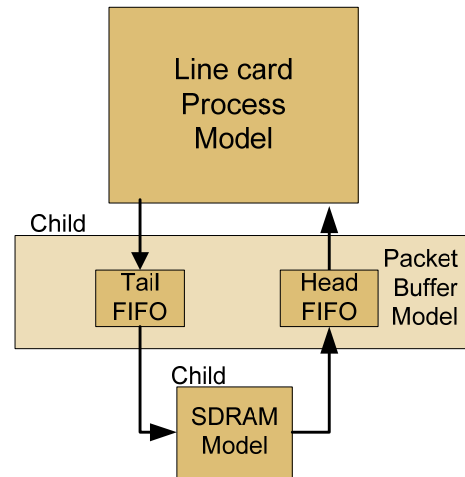 Line card
Process
Model
Child
Packet
Buffer
Model
Tail
FIFO
Head
FIFO
Child
SDRAM
Model